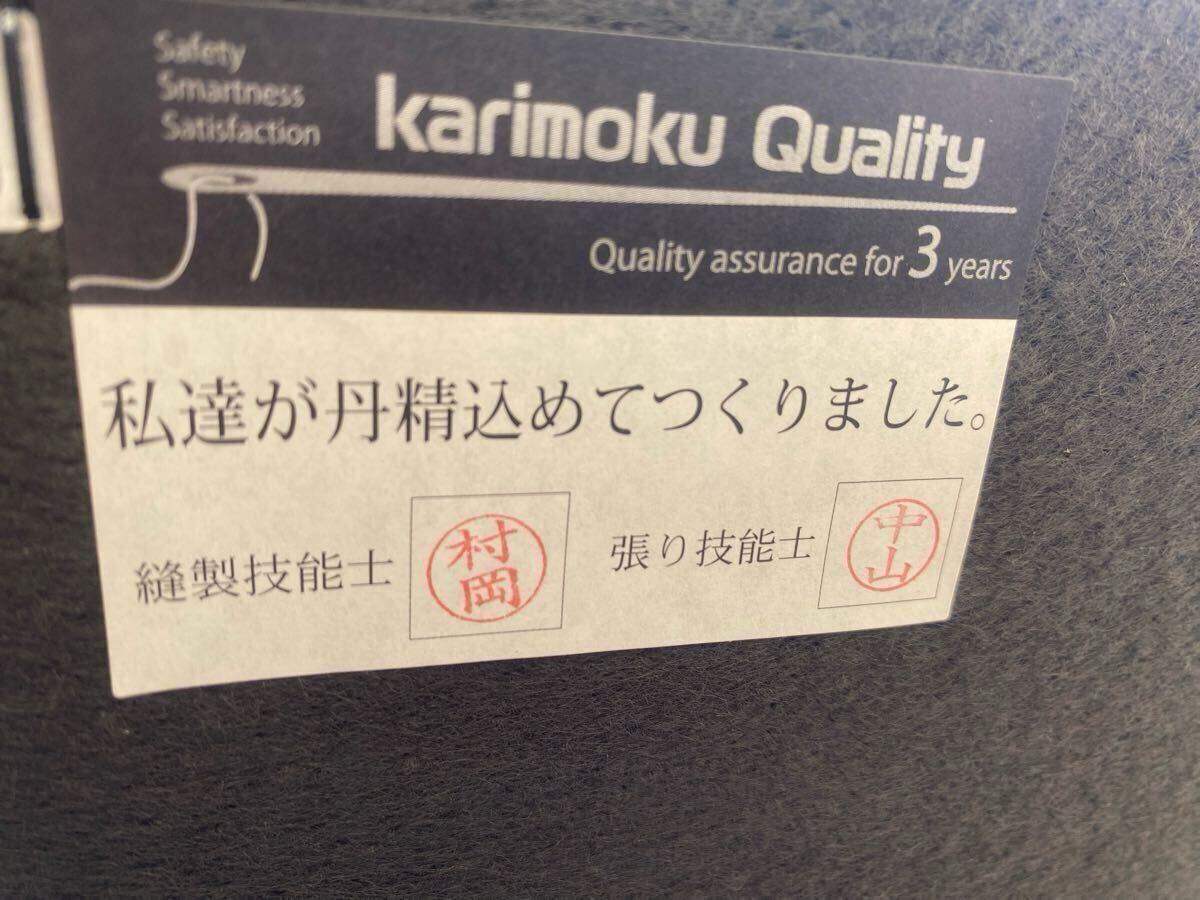 Safety
Smartness
Satisfaction
karimoku Quality
Quality assurance for 3 years
私達が丹精込めてつくりました。
縫製技能士 村岡 張り技能士 中山